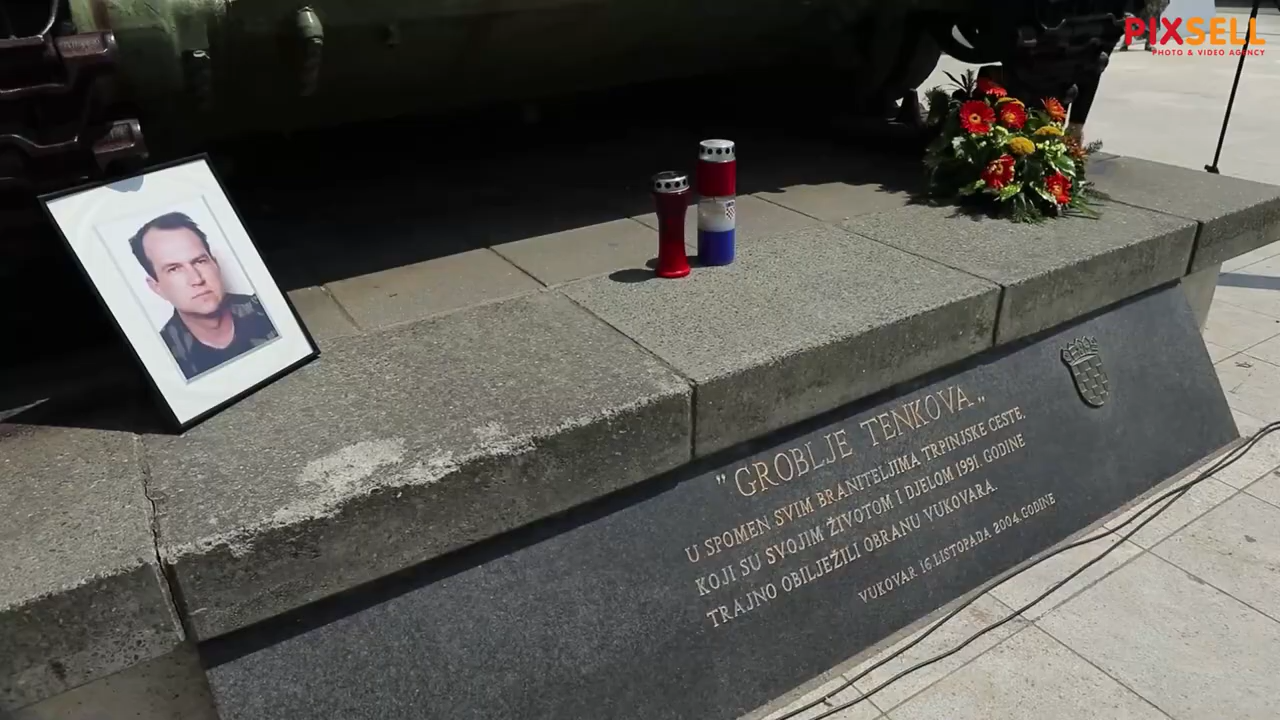 PIXSELL
PHOTO & VIDEO AGENCY
"GROBLJE TENKOVA"
U SPOMEN SVIM BRANITELJIMA TRPINJSKE CESTE,
KOJI SU SVOJIM ŽIVOTOM I DJELOM 1991. GODINE
TRAJNO OBILJEŽILI OBRANU VUKOVARA.
VUKOVAR 16.LISTOPADA 2004.GODINE